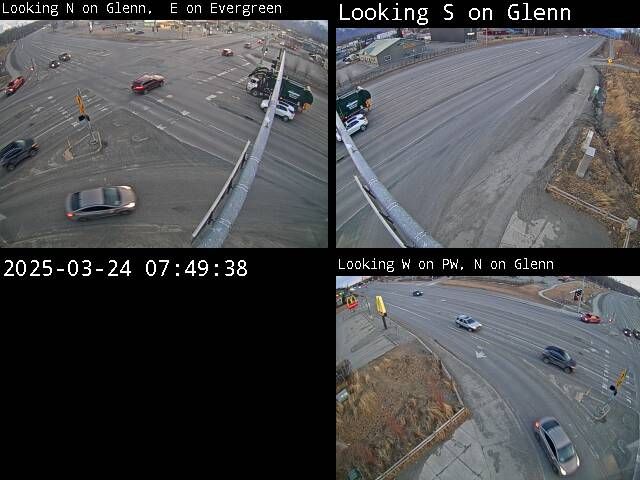 Looking N on Glenn,  E on Evergreen
Looking S on Glenn
2025-03-24 07:49:38
Looking W on PW, N on Glenn